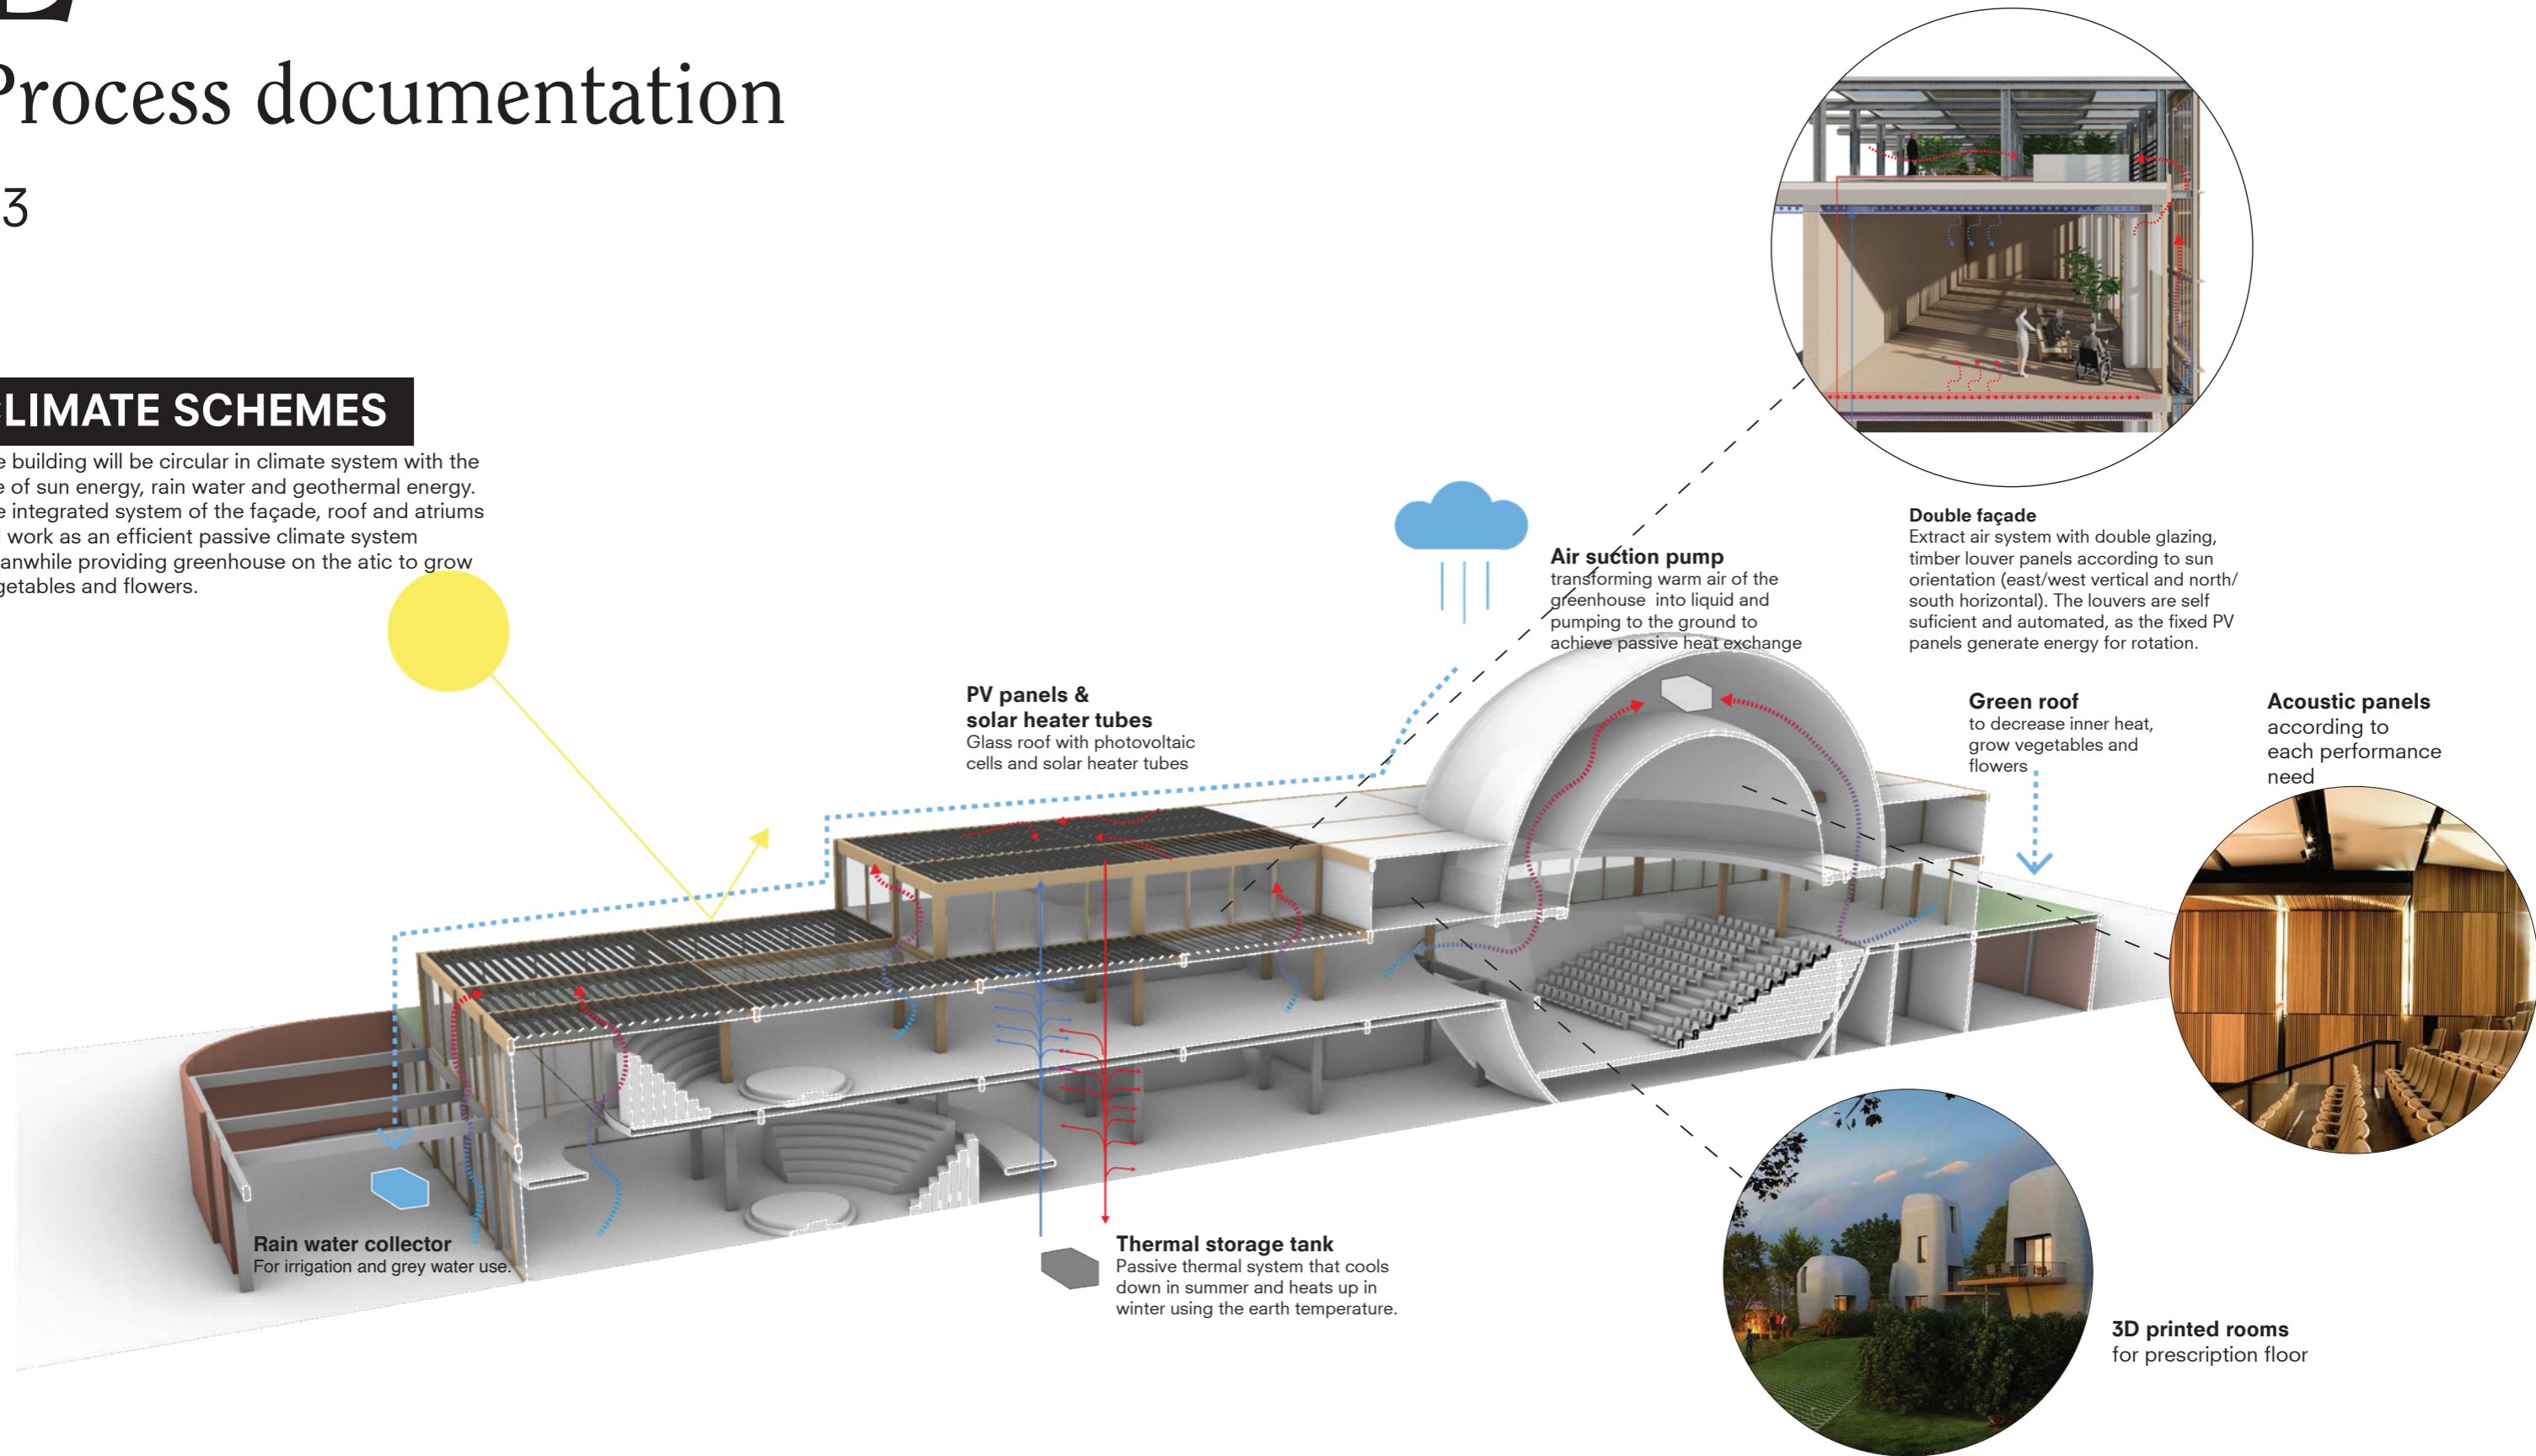 Process documentation
3
CLIMATE SCHEMES
e building will be circular in climate system with the
e of sun energy, rain water and geothermal energy.
e integrated system of the façade, roof and atriums
l work as an efficient passive climate system
anwhile providing greenhouse on the atic to grow
getables and flowers.
Air suction pump
transforming warm air of the
greenhouse into liquid and
pumping to the ground to
achieve passive heat exchange
Double façade
Extract air system with double glazing,
timber louver panels according to sun
orientation (east/west vertical and north/
south horizontal). The louvers are self
suficient and automated, as the fixed PV
panels generate energy for rotation.
PV panels &
solar heater tubes
Glass roof with photovoltaic
cells and solar heater tubes
Green roof
to decrease inner heat,
grow vegetables and
flowers
Acoustic panels
according to
each performance
need
Rain water collector
For irrigation and grey water use.
Thermal storage tank
Passive thermal system that cools
down in summer and heats up in
winter using the earth temperature.
3D printed rooms
for prescription floor